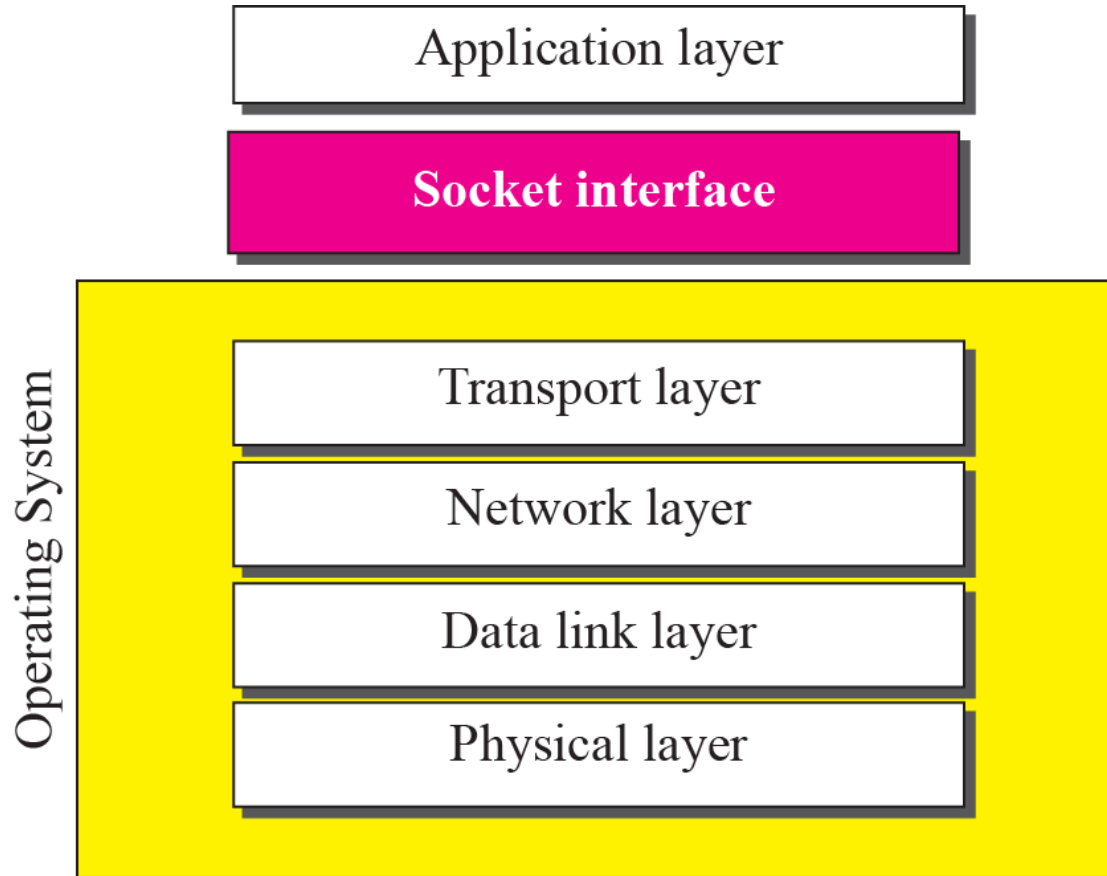 Application layer
Socket interface
Operating System
Transport layer
Network layer
Data link layer
Physical layer